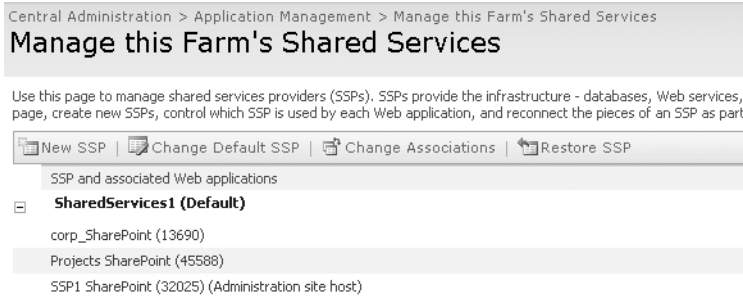 Central Administration > Application Management > Manage this Farm's Shared Services
Manage this Farm's Shared Services
Use this page to manage shared services providers (SSPs). SSPs provide the infrastructure - databases, Web services,
page, create new SSPs, control which SSP is used by each Web application, and reconnect the pieces of an SSP as part
New SSP | Change Default SSP | Change Associations | Restore SSP
SSP and associated Web applications
SharedServices1 (Default)
corp_SharePoint (13690)
Projects SharePoint (45588)
SSP1 SharePoint (32025) (Administration site host)